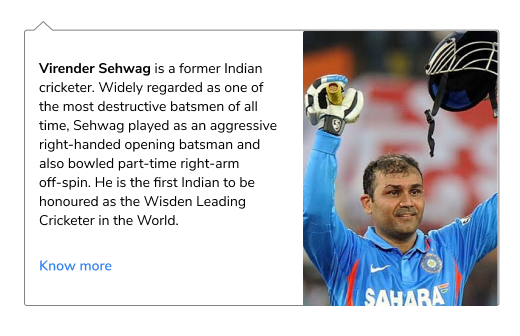 Virender Sehwag is a former Indian
cricketer. Widely regarded as one of
the most destructive batsmen of all
time, Sehwag played as an aggressive
right-handed opening batsman and
also bowled part-time right-arm
off-spin. He is the first Indian to be
honoured as the Wisden Leading
Cricketer in the World.
Know more
SAHARA